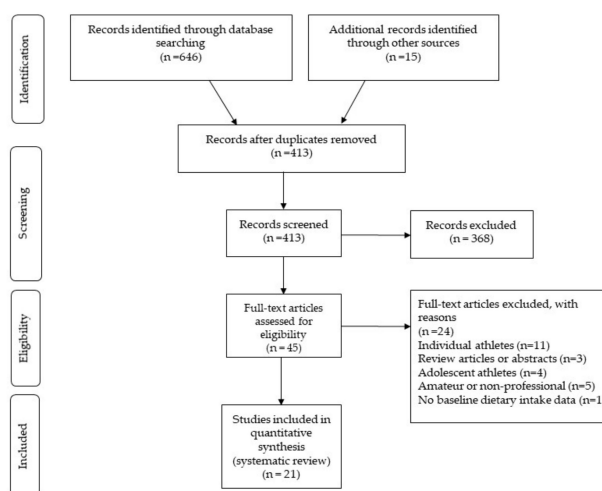 Identification
Records identified through database
searching
(n =646)
Additional records identified
through other sources
(n =15)
Records after duplicates removed
(n =413)
Screening
Records screened
(n =413)
Records excluded
(n = 368)
Eligibility
Full-text articles
assessed for
eligibility
(n = 45)
Full-text articles excluded, with
reasons
(n =24)
Individual athletes (n=11)
Review articles or abstracts (n=3)
Adolescent athletes (n=4)
Amateur or non-professional (n=5)
No baseline dietary intake data (n=1
Included
Studies included in
quantitative
synthesis
(systematic review)
(n = 21)